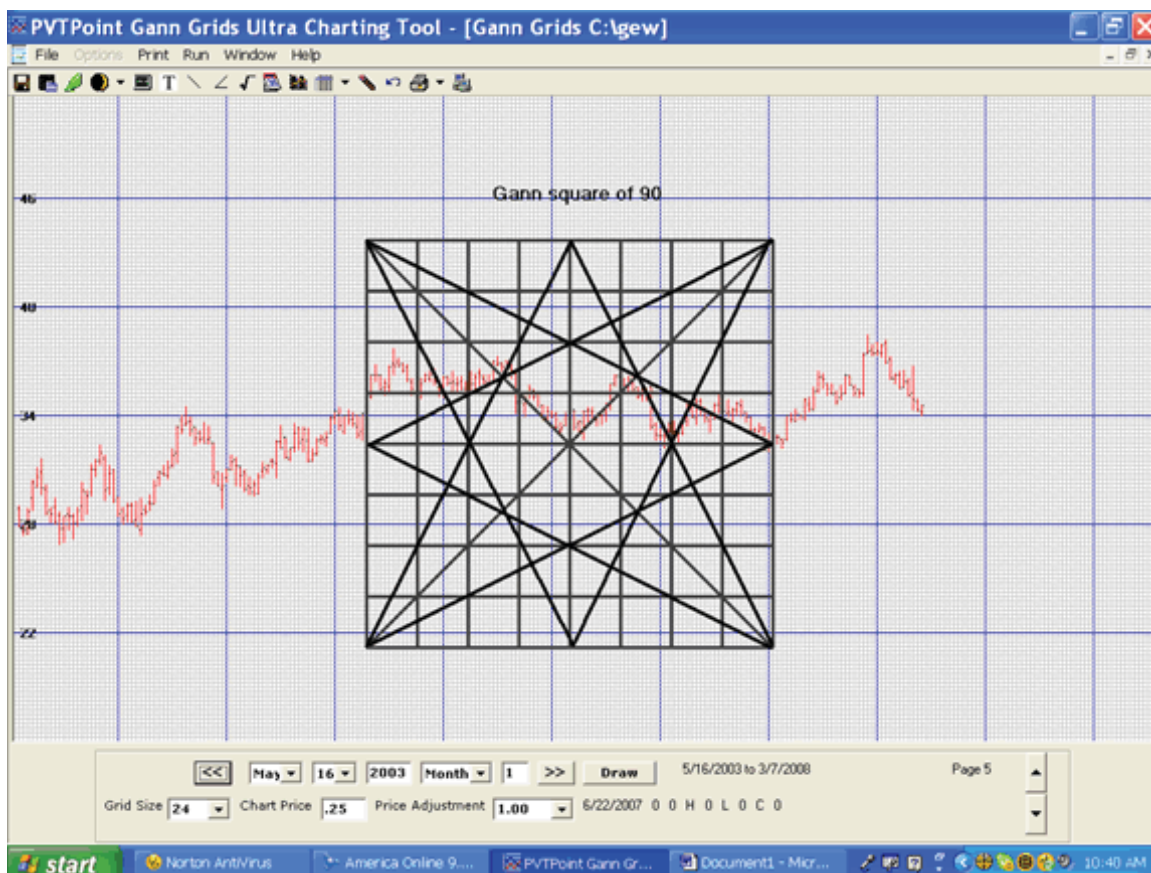 PVTPoint Gann Grids Ultra Charting Tool - [Gann Grids C:\gew]
File Options Print Run Window Help
T
Gann square of 90
46
40
34
28
22
<< May 16 2003 Month 1 >> Draw 5/16/2003 to 3/7/2008 Page 5
Grid Size 24 Chart Price .25 Price Adjustment 1.00 6/22/2007 0 0 H 0 L 0 C 0
start Norton AntiVirus America Online 9.... PVTPoint Gann Gr... Document1 - Micr... 10:40 AM